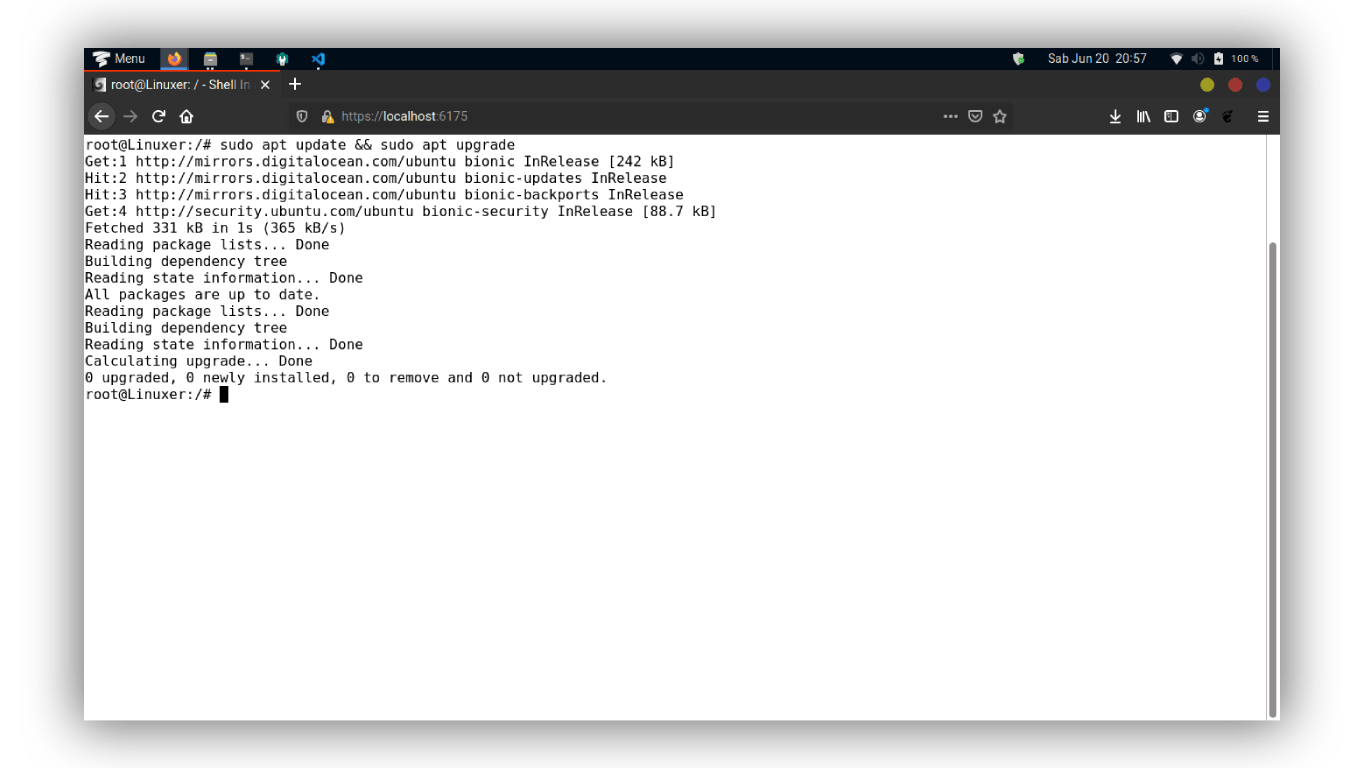 Menu
Sab Jun 20 20:57
100 %
root@Linuxer: / - Shell In
https://localhost:6175
root@Linuxer:/# sudo apt update && sudo apt upgrade
Get:1 http://mirrors.digitalocean.com/ubuntu bionic InRelease [242 kB]
Hit:2 http://mirrors.digitalocean.com/ubuntu bionic-updates InRelease
Hit:3 http://mirrors.digitalocean.com/ubuntu bionic-backports InRelease
Get:4 http://security.ubuntu.com/ubuntu bionic-security InRelease [88.7 kB]
Fetched 331 kB in 1s (365 kB/s)
Reading package lists... Done
Building dependency tree
Reading state information... Done
All packages are up to date.
Reading package lists... Done
Building dependency tree
Reading state information... Done
Calculating upgrade... Done
0 upgraded, 0 newly installed, 0 to remove and 0 not upgraded.
root@Linuxer:/#